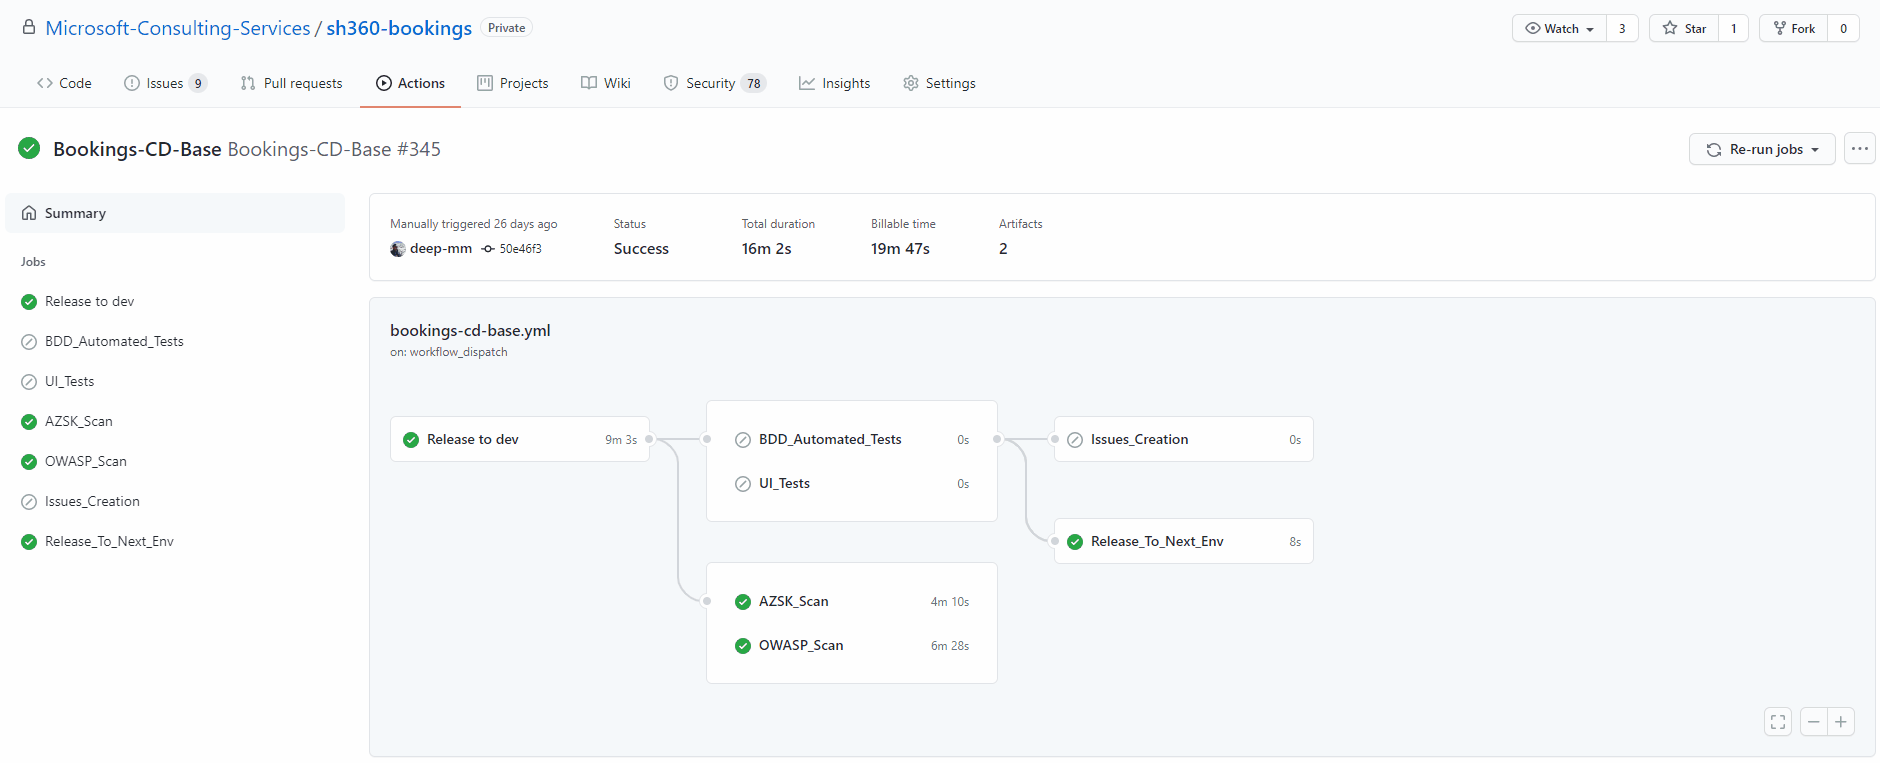 Microsoft-Consulting-Services / sh360-bookings Private
Watch 3 Star 1 Fork 0
Code Issues 9 Pull requests Actions Projects Wiki Security 78 Insights Settings
Bookings-CD-Base Bookings-CD-Base #345
Re-run jobs
Summary
Jobs
Release to dev
BDD_Automated_Tests
UI_Tests
AZSK_Scan
OWASP_Scan
Issues_Creation
Release_To_Next_Env
Manually triggered 26 days ago
deep-mm 50e46f3
Status
Success
Total duration
16m 2s
Billable time
19m 47s
Artifacts
2
bookings-cd-base.yml
on: workflow_dispatch
Release to dev 9m 3s
BDD_Automated_Tests 0s
UI_Tests 0s
AZSK_Scan 4m 10s
OWASP_Scan 6m 28s
Issues_Creation 0s
Release_To_Next_Env 8s